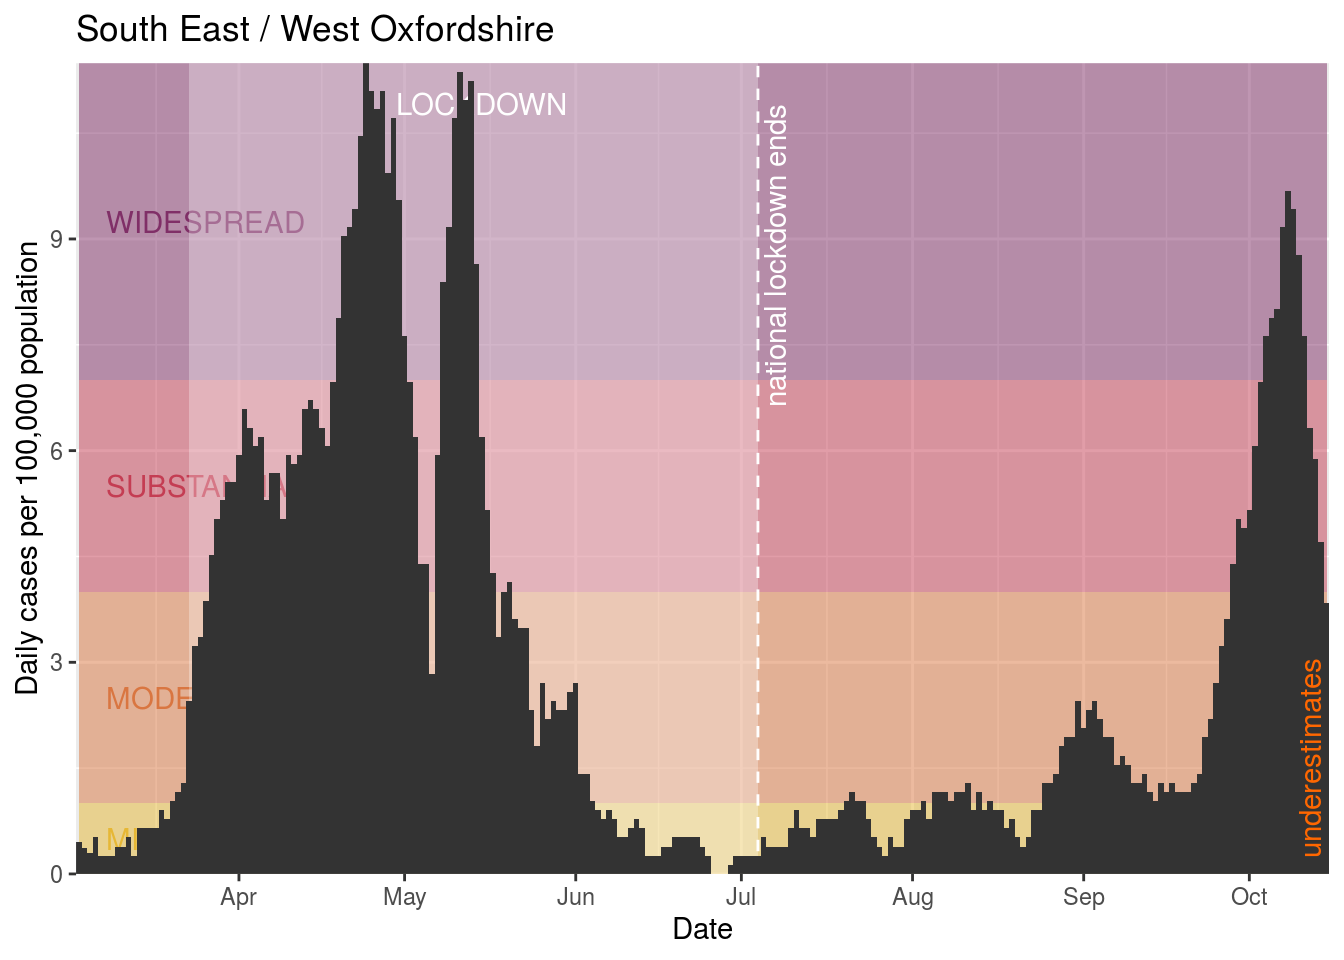 South East / West Oxfordshire
Daily cases per 100,000 population
9
6
3
0
WIDESPREAD
MODE
LOC DOWN
national lockdown ends
underestimates
Apr
May
Jun
Jul
Aug
Sep
Oct
Date